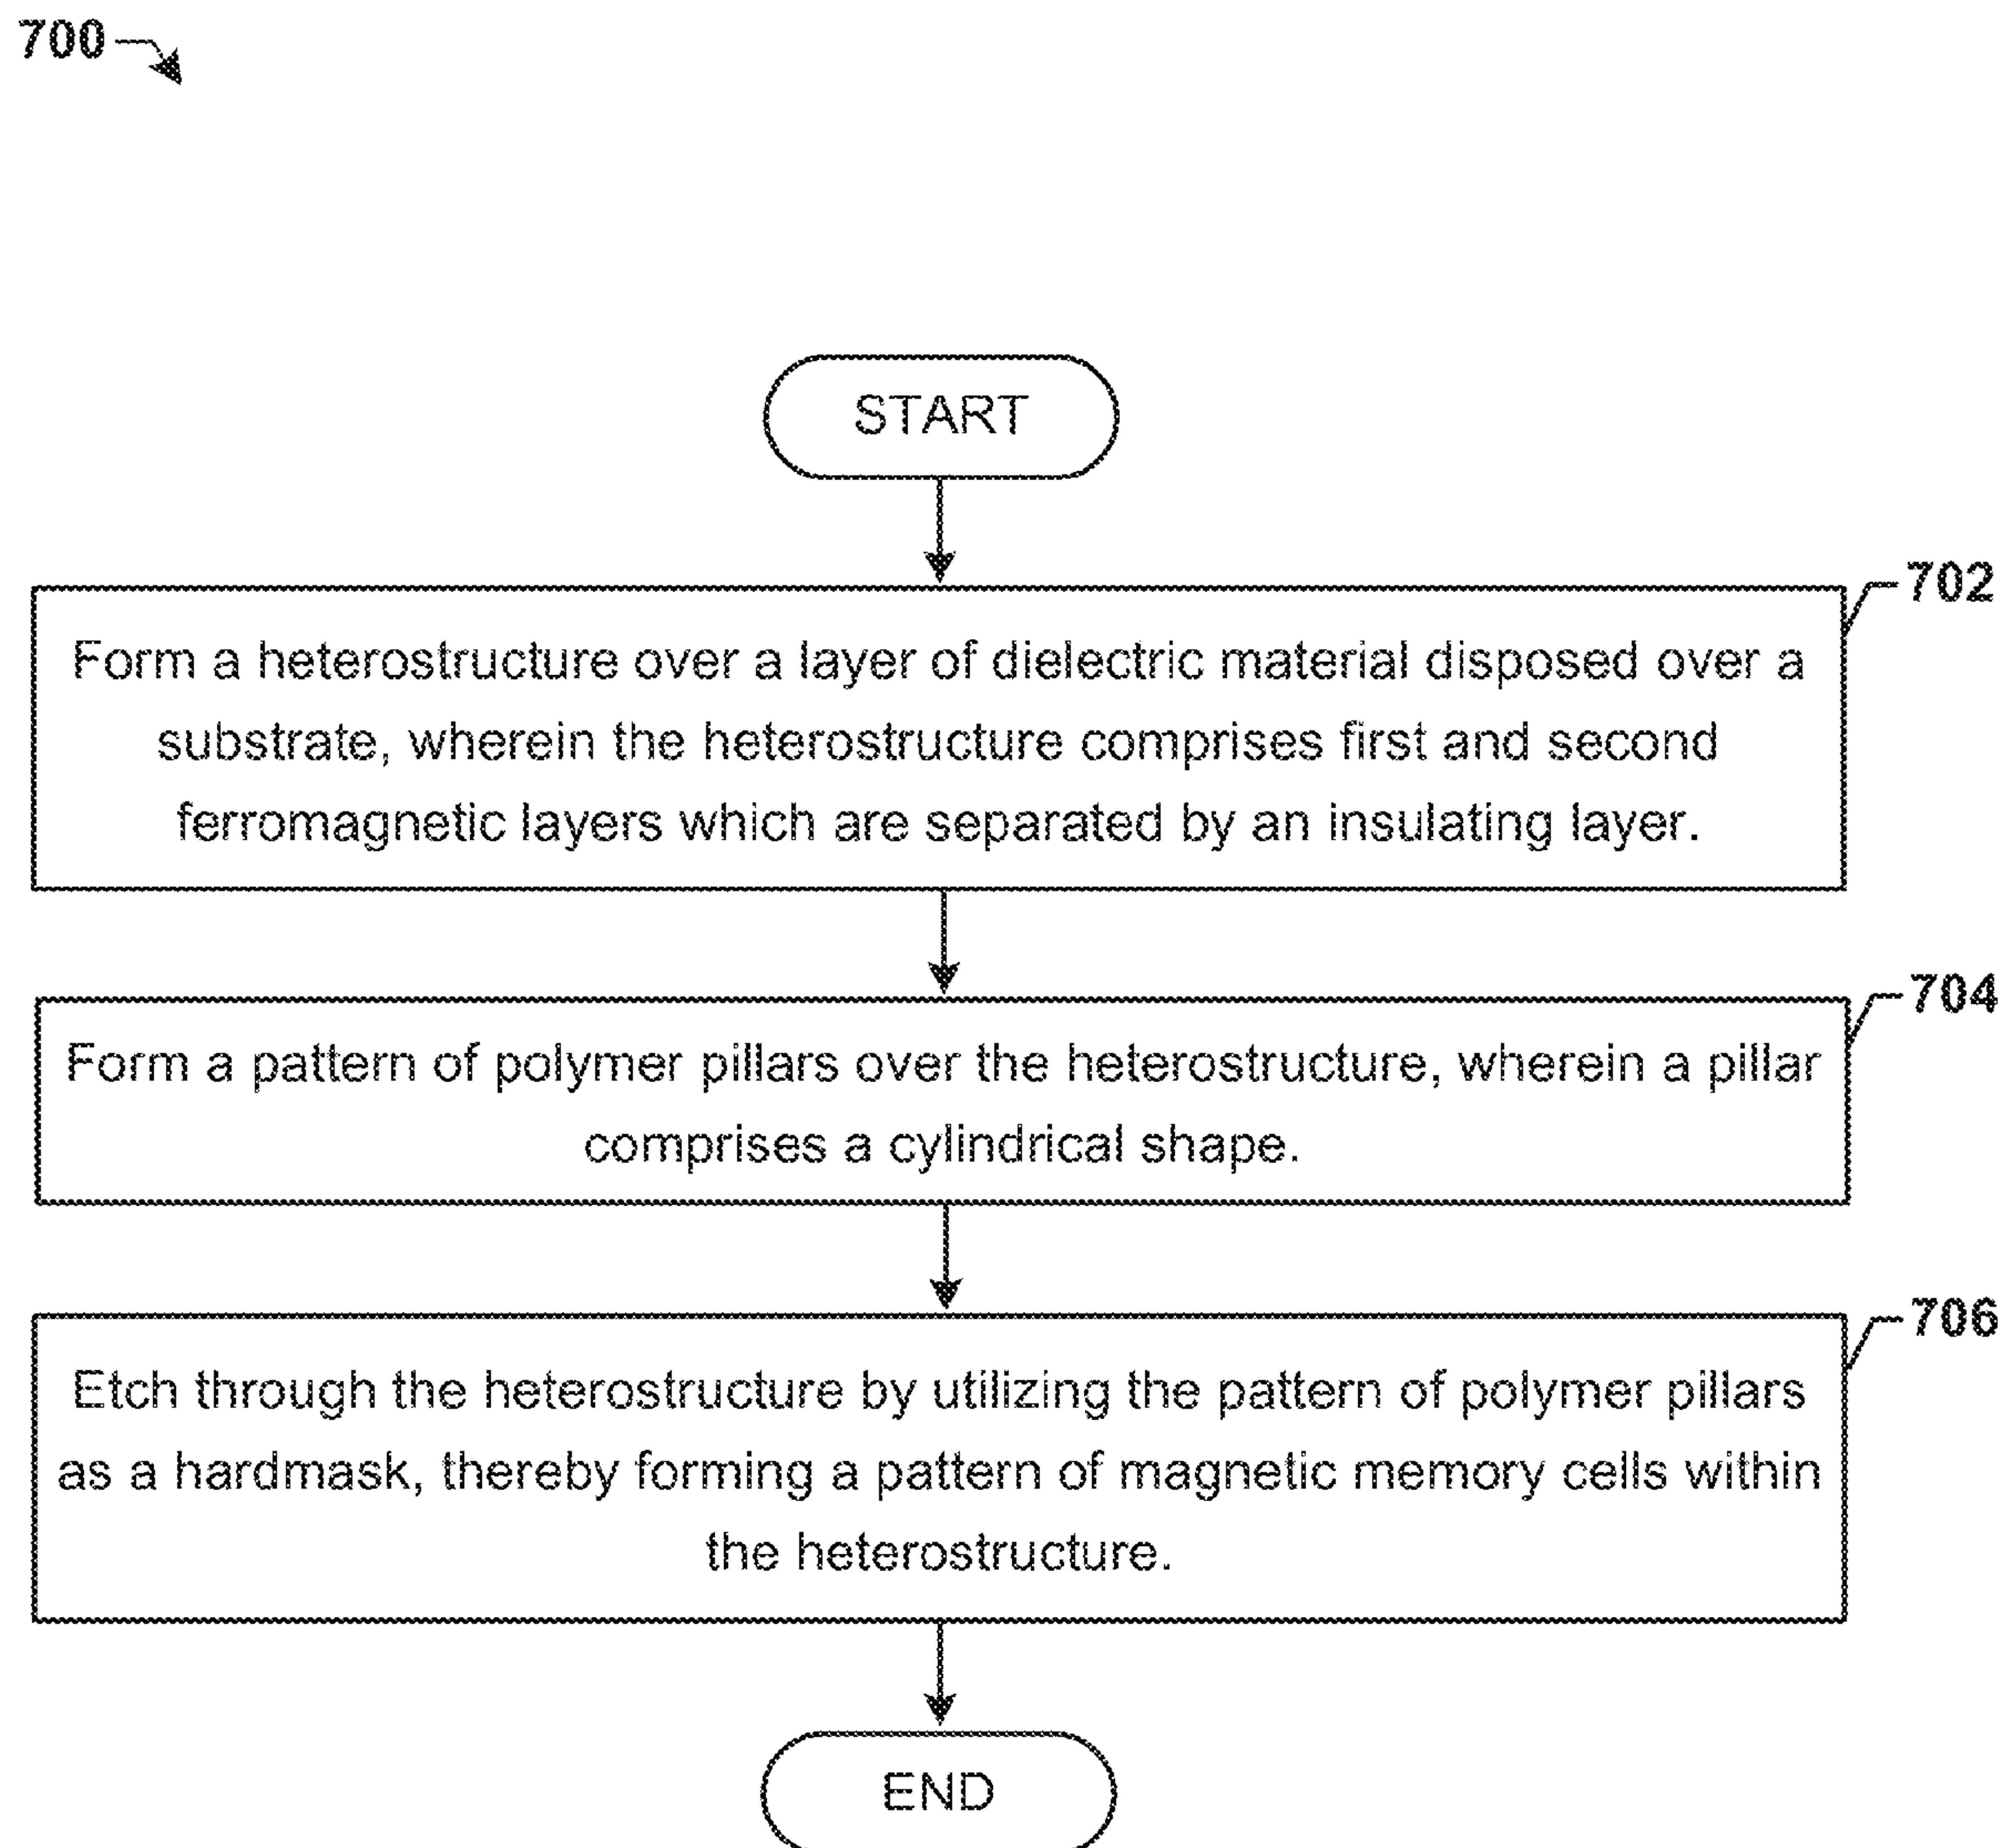 700
START
702
Form a heterostructure over a layer of dielectric material disposed over a
substrate, wherein the heterostructure comprises first and second
ferromagnetic layers which are separated by an insulating layer.
704
Form a pattern of polymer pillars over the heterostructure, wherein a pillar
comprises a cylindrical shape.
706
Etch through the heterostructure by utilizing the pattern of polymer pillars
as a hardmask, thereby forming a pattern of magnetic memory cells within
the heterostructure.
END